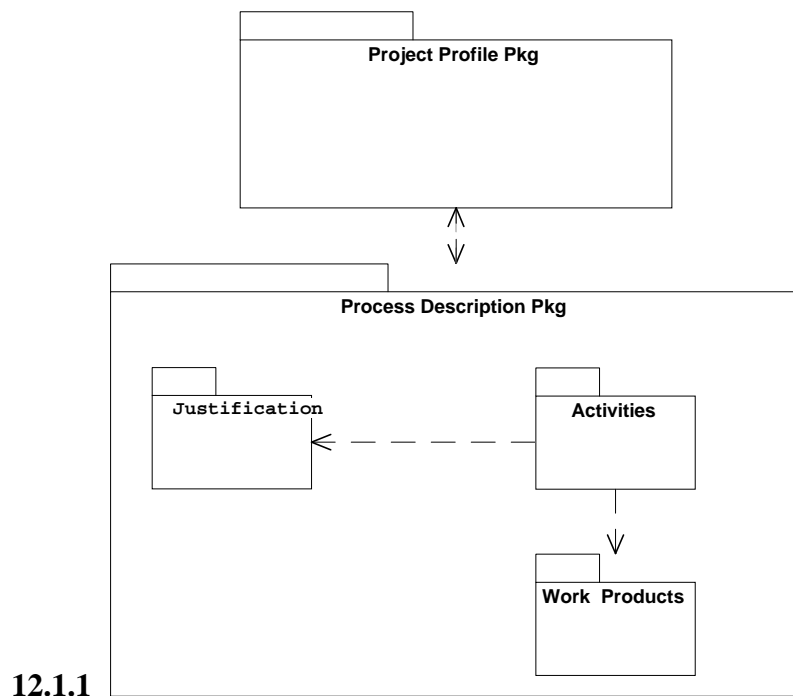 Project Profile Pkg
Process Description Pkg
Justification
Activities
Work Products
12.1.1